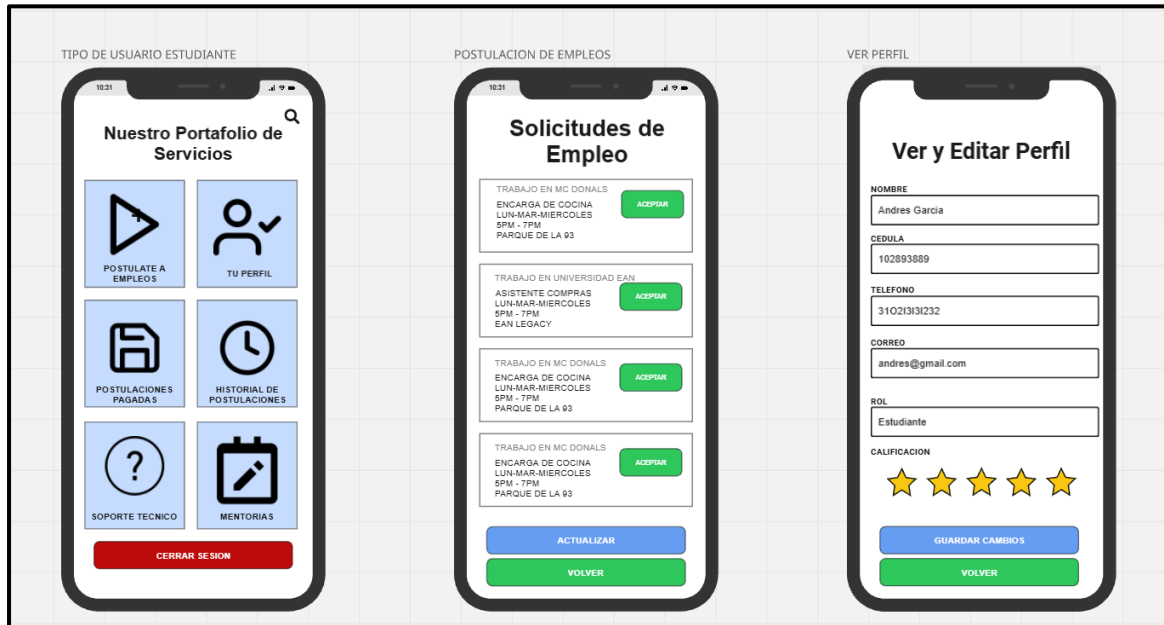 TIPO DE USUARIO ESTUDIANTE
10:31
Nuestro Portafolio de
Servicios
POSTULATE A
EMPLEOS
TU PERFIL
POSTULACIONES
PAGADAS
HISTORIAL DE
POSTULACIONES
?
SOPORTE TECNICO
MENTORIAS
CERRAR SESION
POSTULACION DE EMPLEOS
10:31
Solicitudes de
Empleo
TRABAJO EN MC DONALS
ENCARGA DE COCINA
LUN-MAR-MIERCOLES
5PM - 7PM
PARQUE DE LA 93
ACEPTAR
TRABAJO EN UNIVERSIDAD EAN
ASISTENTE COMPRAS
LUN-MAR-MIERCOLES
5PM - 7PM
EAN LEGACY
ACEPTAR
TRABAJO EN MC DONALS
ENCARGA DE COCINA
LUN-MAR-MIERCOLES
5PM - 7PM
PARQUE DE LA 93
ACEPTAR
TRABAJO EN MC DONALS
ENCARGA DE COCINA
LUN-MAR-MIERCOLES
5PM - 7PM
PARQUE DE LA 93
ACEPTAR
ACTUALIZAR
VOLVER
VER PERFIL
Ver y Editar Perfil
NOMBRE
Andres Garcia
CEDULA
102893889
TELEFONO
31O2I3I3I232
CORREO
andres@gmail.com
ROL
Estudiante
CALIFICACION
GUARDAR CAMBIOS
VOLVER